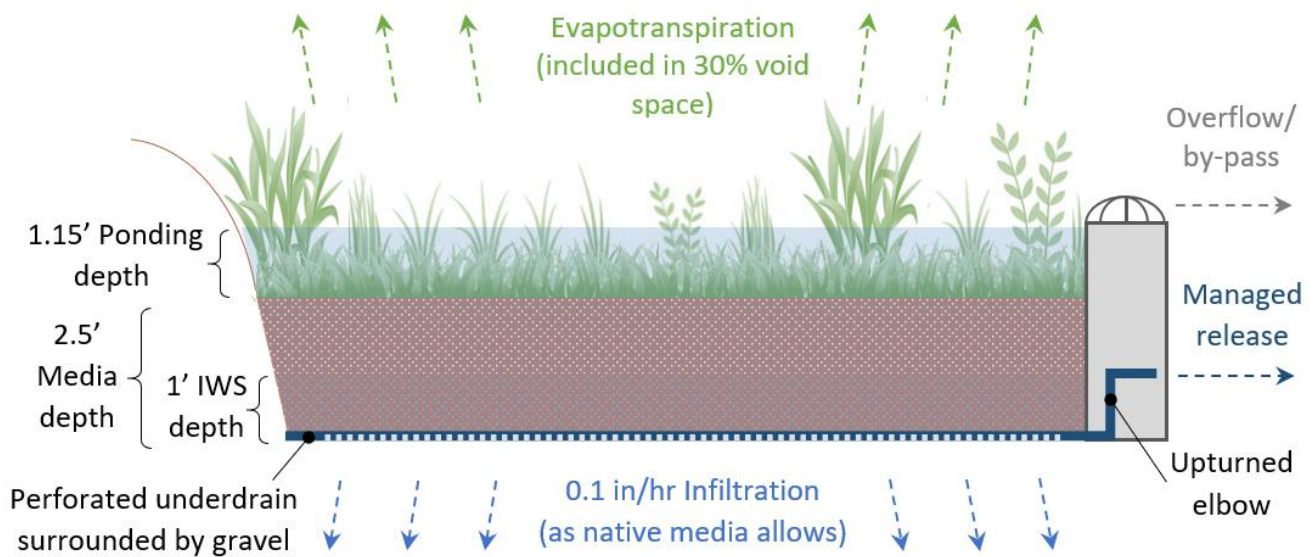 Evapotranspiration
(included in 30% void
space)
Overflow/
by-pass
1.15’ Ponding
depth
2.5’
Media
depth
1’ IWS
depth
Managed
release
Perforated underdrain
surrounded by gravel
0.1 in/hr Infiltration
(as native media allows)
Upturned
elbow